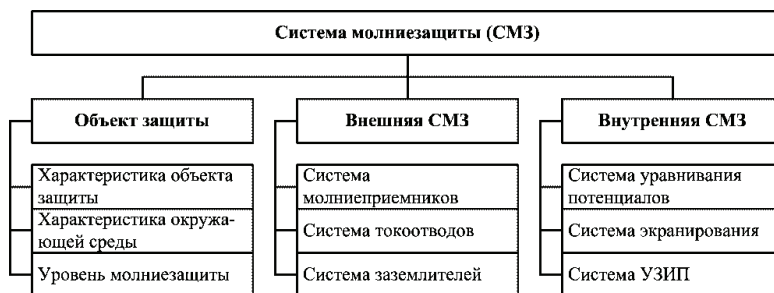 Система молниезащиты (СМЗ)
Объект защиты
Характеристика объекта
защиты
Характеристика окружа-
ющей среды
Уровень молниезащиты
Внешняя СМЗ
Система
молниеприемников
Система токоотводов
Система заземлителей
Внутренняя СМЗ
Система уравнивания
потенциалов
Система экранирования
Система УЗИП